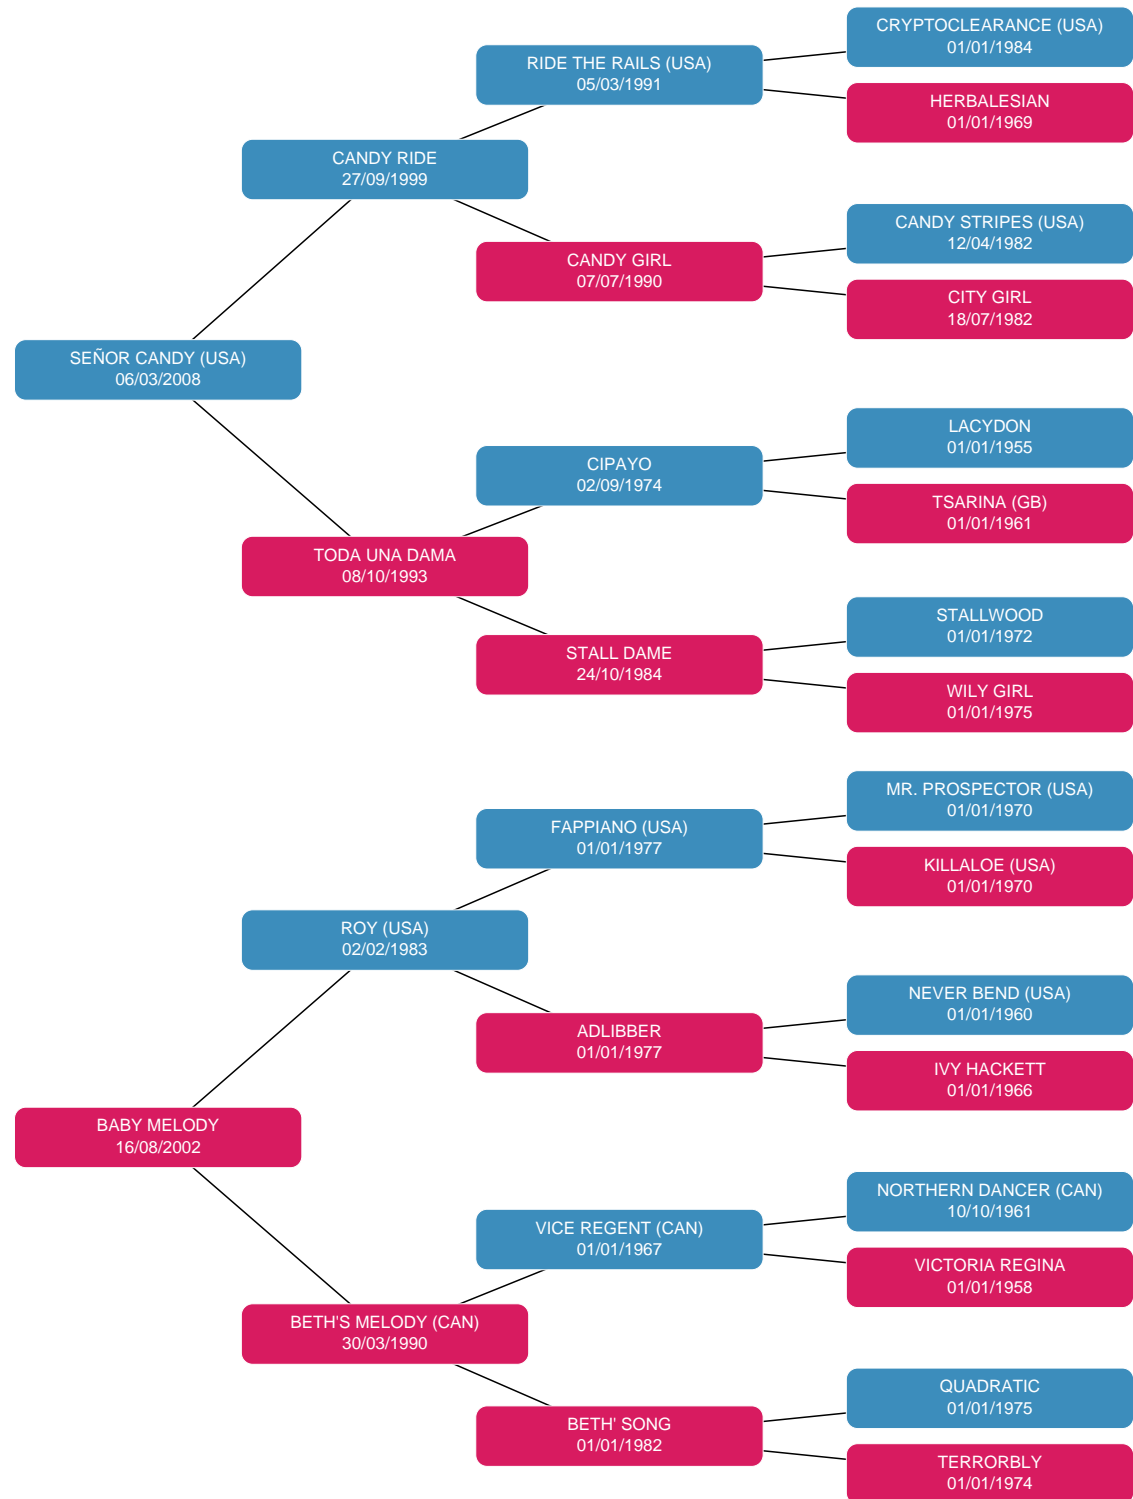 CRYPTOCLEARANCE (USA)
01/01/1984
RIDE THE RAILS (USA)
05/03/1991
HERBALESIAN
01/01/1969
CANDY RIDE
27/09/1999
CANDY STRIPES (USA)
12/04/1982
CANDY GIRL
07/07/1990
CITY GIRL
18/07/1982
SEÑOR CANDY (USA)
06/03/2008
LACYDON
01/01/1955
CIPAYO
02/09/1974
TSARINA (GB)
01/01/1961
TODA UNA DAMA
08/10/1993
STALLWOOD
01/01/1972
STALL DAME
24/10/1984
WILY GIRL
01/01/1975
MR. PROSPECTOR (USA)
01/01/1970
FAPPIANO (USA)
01/01/1977
KILLALOE (USA)
01/01/1970
ROY (USA)
02/02/1983
NEVER BEND (USA)
01/01/1960
ADLIBBER
01/01/1977
IVY HACKETT
01/01/1966
BABY MELODY
16/08/2002
NORTHERN DANCER (CAN)
10/10/1961
VICE REGENT (CAN)
01/01/1967
VICTORIA REGINA
01/01/1958
BETH'S MELODY (CAN)
30/03/1990
QUADRATIC
01/01/1975
BETH' SONG
01/01/1982
TERRORBLY
01/01/1974